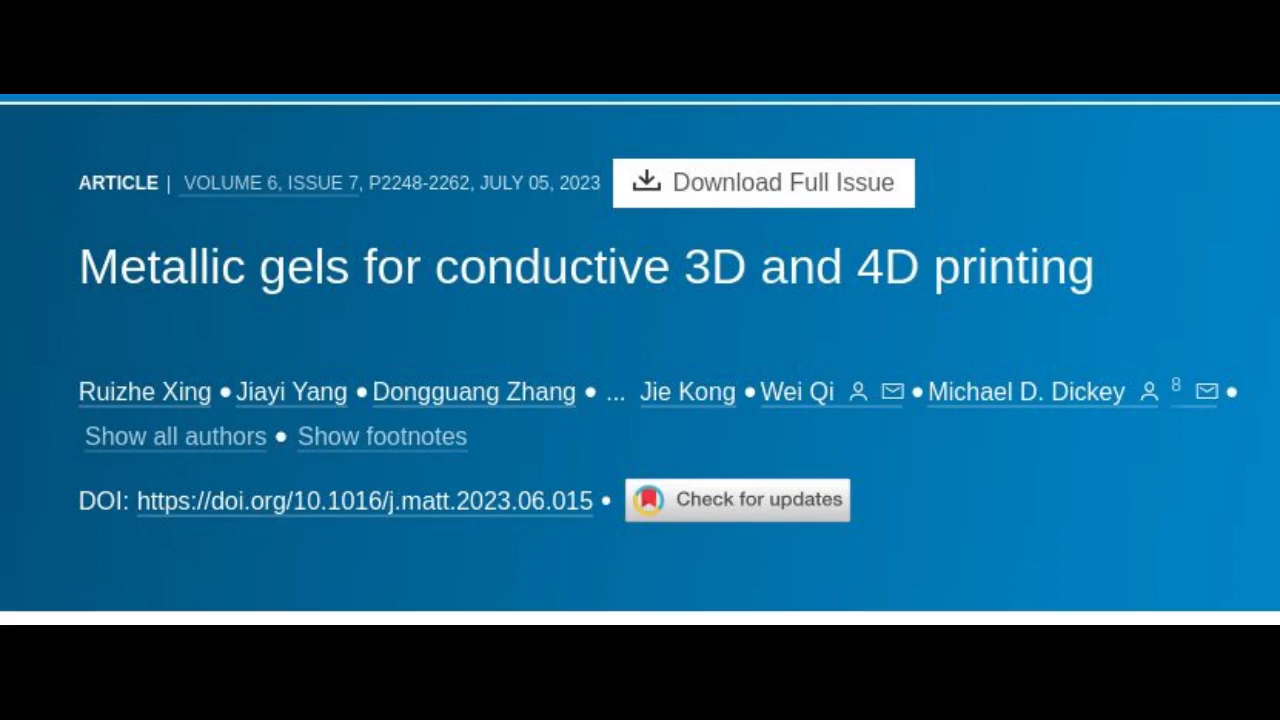 ARTICLE | VOLUME 6, ISSUE 7, P2248-2262, JULY 05, 2023 Download Full Issue
Metallic gels for conductive 3D and 4D printing
Ruizhe Xing • Jiayi Yang • Dongguang Zhang • ... Jie Kong • Wei Qi • Michael D. Dickey 8 •
Show all authors • Show footnotes
DOI: https://doi.org/10.1016/j.matt.2023.06.015 • Check for updates